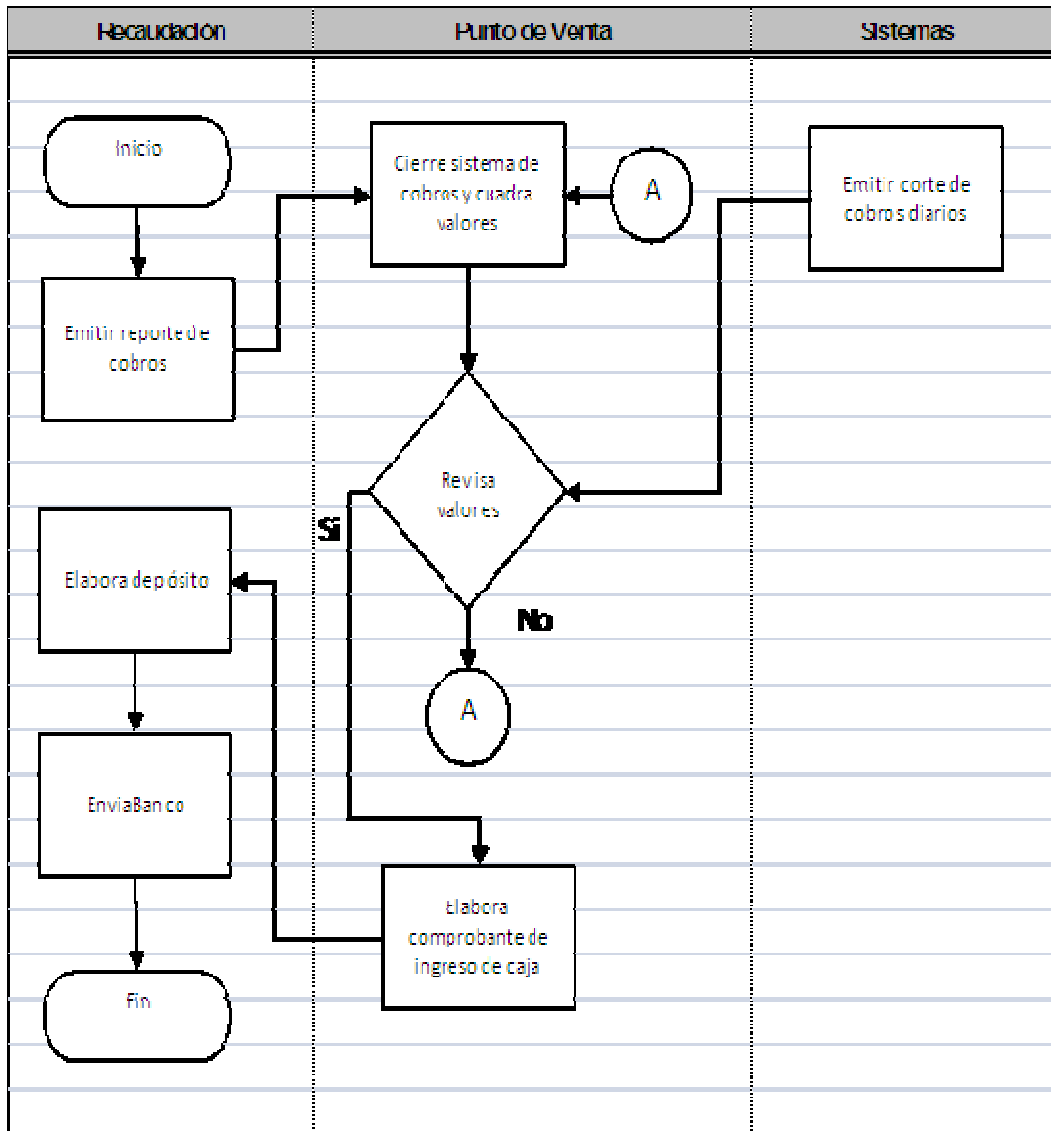 Recaudación
Punto de Venta
Sistemas
Inicio
Cierre sistema de
cobros y cuadra
valores
A
Emitir corte de
cobros diarios
Emitir reporte de
cobros
Revisa
valores
Si
Elabora depósito
No
A
EnviaBanco
Elabora
comprobante de
ingreso de caja
Fin